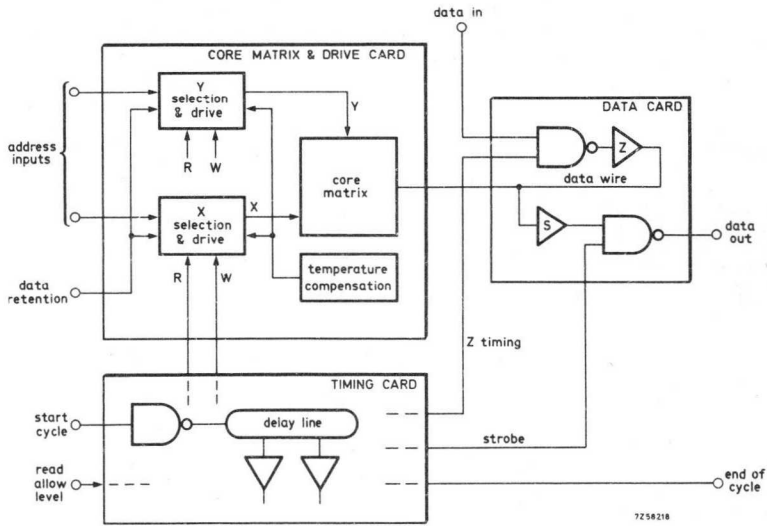 data in
CORE MATRIX & DRIVE CARD
Y
selection
& drive
Y
R W
address
inputs
core
matrix
X
selection
& drive
X
R
W
temperature
compensation
data
retention
DATA CARD
Z
data wire
S
data
out
Z timing
TIMING CARD
start
cycle
delay line
strobe
read
allow
level
end of
cycle
7Z58218